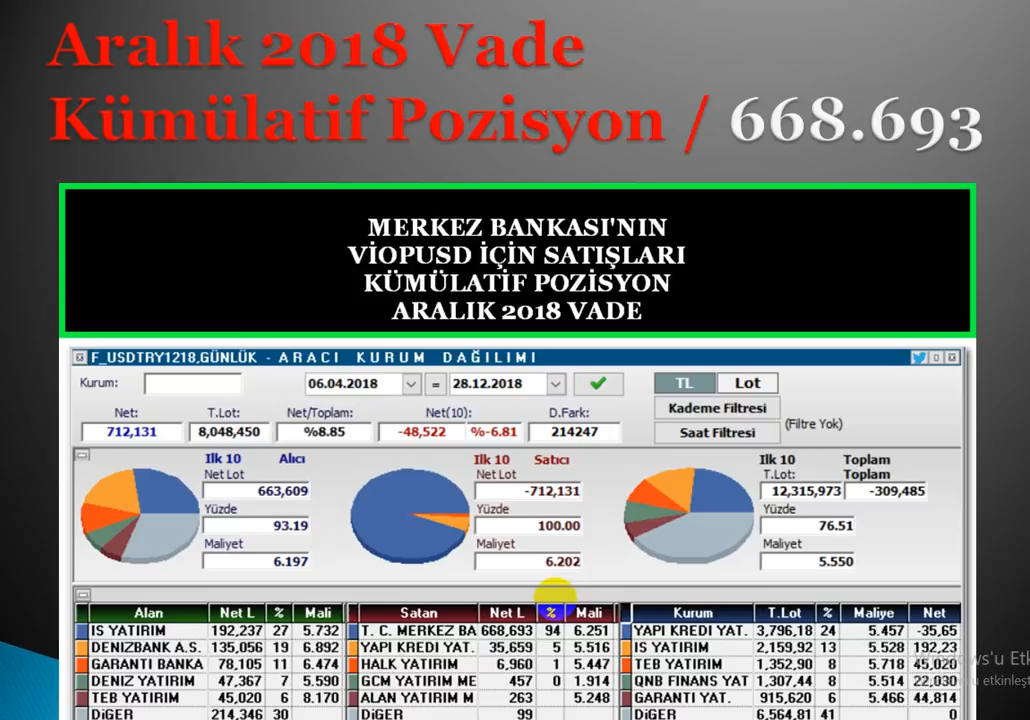 Aralık 2018 Vade
Kümülatif Pozisyon / 668.693
MERKEZ BANKASI'NIN
VİOPUSD İÇİN SATIŞLARI
KÜMÜLATİF POZİSYON
ARALIK 2018 VADE
F_USDTRY1218,GÜNLÜK - ARACI KURUM DAĞILIMI
Kurum: 06.04.2018 = 28.12.2018 TL Lot
Kademe Filtresi
Saat Filtresi
(Filtre Yok)
Net: T.Lot: Net/Toplam: Net(10): D.Fark:
712,131 8,048,450 %8.85 -48,522 %-6.81 214247
Ilk 10 Alıcı Ilk 10 Satıcı Ilk 10 Toplam
Net Lot Net Lot T.Lot: Toplam
663,609 -712,131 12,315,973 -309,485
Yüzde Yüzde Yüzde
93.19 100.00 76.51
Maliyet Maliyet Maliyet
6.197 6.202 5.550
Alan Net L % Mali Satan Net L % Mali Kurum T.Lot % Maliye Net
IS YATIRIM 192,237 27 5.732 T. C. MERKEZ BA 668,693 94 6.251 YAPI KREDI YAT. 3,796,18 24 5.457 -35,65
DENIZBANK A.S. 135,056 19 6.892 YAPI KREDI YAT. 35,659 5 5.516 IS YATIRIM 2,159,92 13 5.528 192,23
GARANTI BANKA 78,105 11 6.474 HALK YATIRIM 6,960 1 5.447 TEB YATIRIM 1,352,90 8 5.718
DENIZ YATIRIM 47,367 7 5.590 GCM YATIRIM ME 457 0 1.914 QNB FINANS YAT 1,307,44 8 5.514 22,030
TEB YATIRIM 45,020 6 8.170 ALAN YATIRIM M 263 5.248 GARANTI YAT. 915,620 6 5.466 44,814
DiGER 214,346 30 DiGER 99 DiGER 6,564,81 41 0